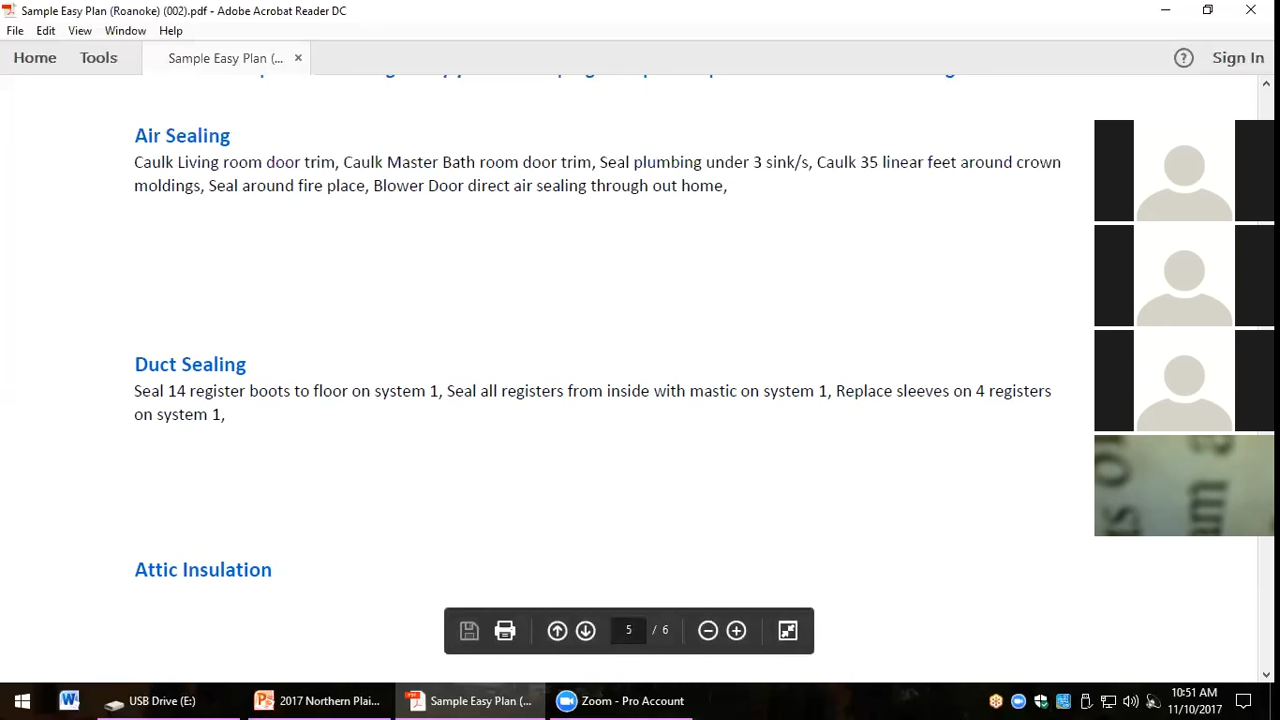 Sample Easy Plan (Roanoke) (002).pdf - Adobe Acrobat Reader DC
File Edit View Window Help
Home Tools Sample Easy Plan (... × ? Sign In
Air Sealing
Caulk Living room door trim, Caulk Master Bath room door trim, Seal plumbing under 3 sink/s, Caulk 35 linear feet around crown
moldings, Seal around fire place, Blower Door direct air sealing through out home,
Duct Sealing
Seal 14 register boots to floor on system 1, Seal all registers from inside with mastic on system 1, Replace sleeves on 4 registers
on system 1,
Attic Insulation
5 / 6
USB Drive (E:) 2017 Northern Plai... Sample Easy Plan (... Zoom - Pro Account
10:51 AM
11/10/2017